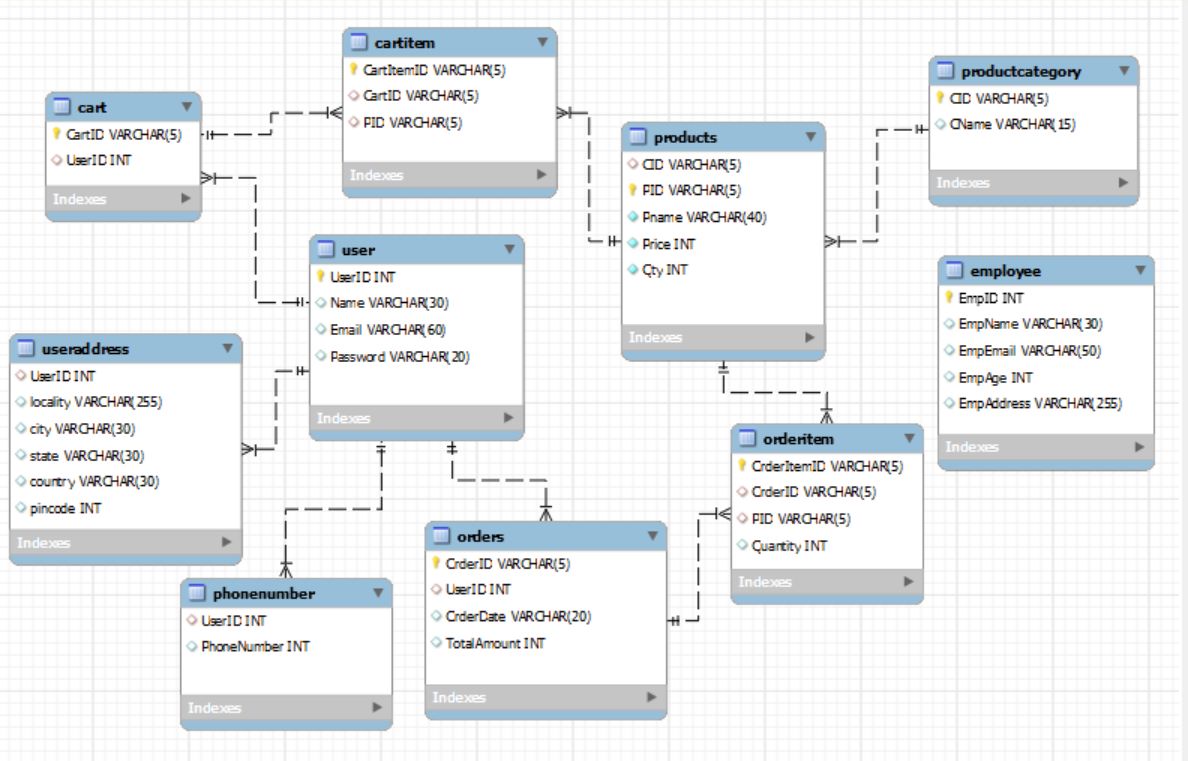 cartitem
CartItemID VARCHAR(5)
CartID VARCHAR(5)
PID VARCHAR(5)
Indexes
productcategory
CID VARCHAR(5)
CName VARCHAR(15)
Indexes
cart
CartID VARCHAR(5)
UserID INT
Indexes
products
CID VARCHAR(5)
PID VARCHAR(5)
Pname VARCHAR(40)
Price INT
Qty INT
Indexes
user
UserID INT
Name VARCHAR(30)
Email VARCHAR(60)
Password VARCHAR(20)
Indexes
employee
EmpID INT
EmpName VARCHAR(30)
EmpEmail VARCHAR(50)
EmpAge INT
EmpAddress VARCHAR(255)
Indexes
useraddress
UserID INT
locality VARCHAR(255)
city VARCHAR(30)
state VARCHAR(30)
country VARCHAR(30)
pincode INT
Indexes
orderitem
OrderItemID VARCHAR(5)
OrderID VARCHAR(5)
PID VARCHAR(5)
Quantity INT
Indexes
orders
OrderID VARCHAR(5)
UserID INT
OrderDate VARCHAR(20)
TotalAmount INT
Indexes
phonenumber
UserID INT
PhoneNumber INT
Indexes